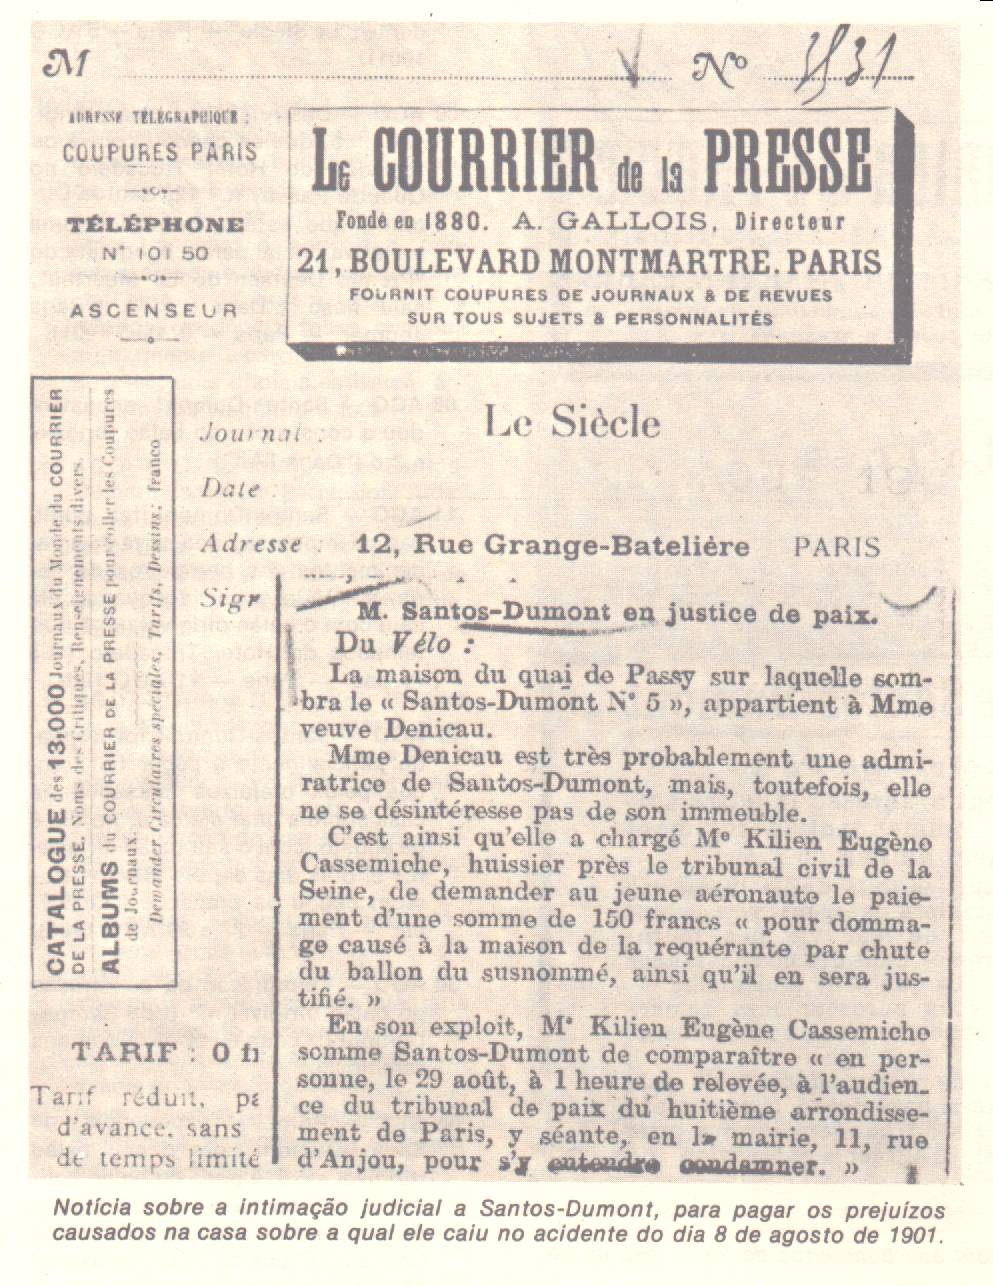 M
Nº
ADRESSE TÉLÉGRAPHIQUE :
COUPURES PARIS
TÉLÉPHONE
N° 101 50
ASCENSEUR
Le COURRIER de la PRESSE
Fondé en 1880. A. GALLOIS, Directeur
21, BOULEVARD MONTMARTRE. PARIS
FOURNIT COUPURES DE JOURNAUX & DE REVUES
SUR TOUS SUJETS & PERSONNALITÉS
CATALOGUE des 13,000 Journaux du Monde du COURRIER
DE LA PRESSE. Noms des Critiques, Renseignements divers.
ALBUMS du COURRIER DE LA PRESSE pour coller les Coupures
de Journaux.
Demander Circulaires spéciales, Tarifs, Dessins, franco
Journal : Le Siècle
Date
Adresse 12, Rue Grange-Batelière PARIS
Sign
M. Santos-Dumont en justice de paix.
Du Vélo :
La maison du quai de Passy sur laquelle som-
bra le « Santos-Dumont N° 5 », appartient à Mme
veuve Denicau.
Mme Denicau est très probablement une admi-
ratrice de Santos-Dumont, mais, toutefois, elle
ne se désintéresse pas de son immeuble.
C'est ainsi qu'elle a chargé Me Kilien Eugène
Cassemiche, huissier près le tribunal civil de la
Seine, de demander au jeune aéronaute le paie-
ment d'une somme de 150 francs « pour domma-
ge causé à la maison de la requérante par chute
du ballon du susnommé, ainsi qu'il en sera jus-
tifié. »
En son exploit, Me Kilien Eugène Cassemiche
somme Santos-Dumont de comparaître « en per-
sonne, le 29 août, à 1 heure de relevée, à l'audien-
ce du tribunal de paix du huitième arrondisse-
ment de Paris, y séante, en la mairie, 11, rue
d'Anjou, pour s'y entendre condamner. »
TARIF : 0 f
Tarif réduit, pa
d'avance, sans
de temps limité
Notícia sobre a intimação judicial a Santos-Dumont, para pagar os prejuízos
causados na casa sobre a qual ele caiu no acidente do dia 8 de agosto de 1901.